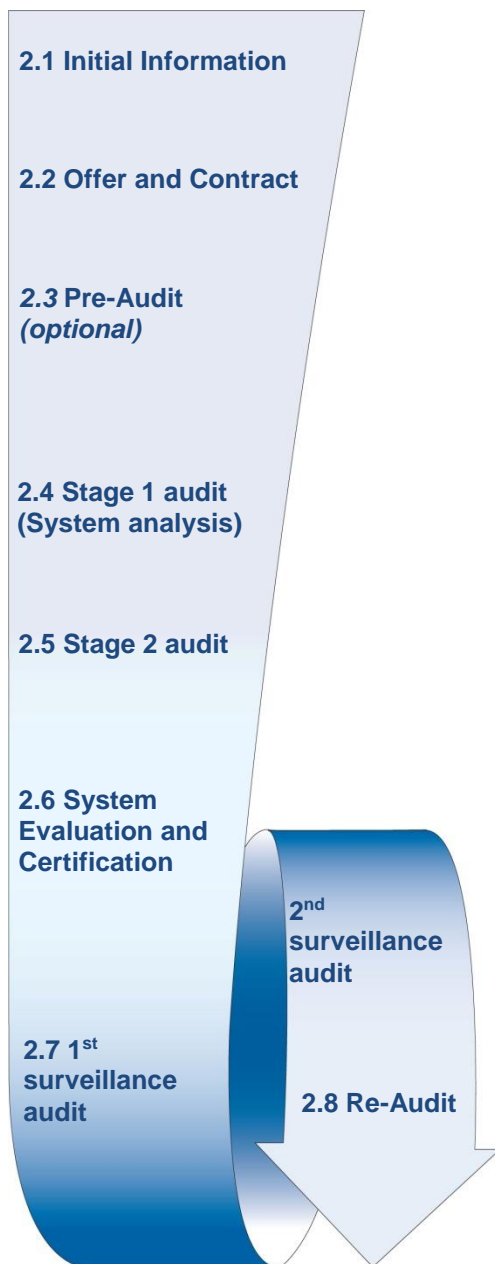 2.1 Initial Information
2.2 Offer and Contract
2.3 Pre-Audit
(optional)
2.4 Stage 1 audit
(System analysis)
2.5 Stage 2 audit
2.6 System
Evaluation and
Certification
2.7 1st
surveillance
audit
2nd
surveillance
audit
2.8 Re-Audit